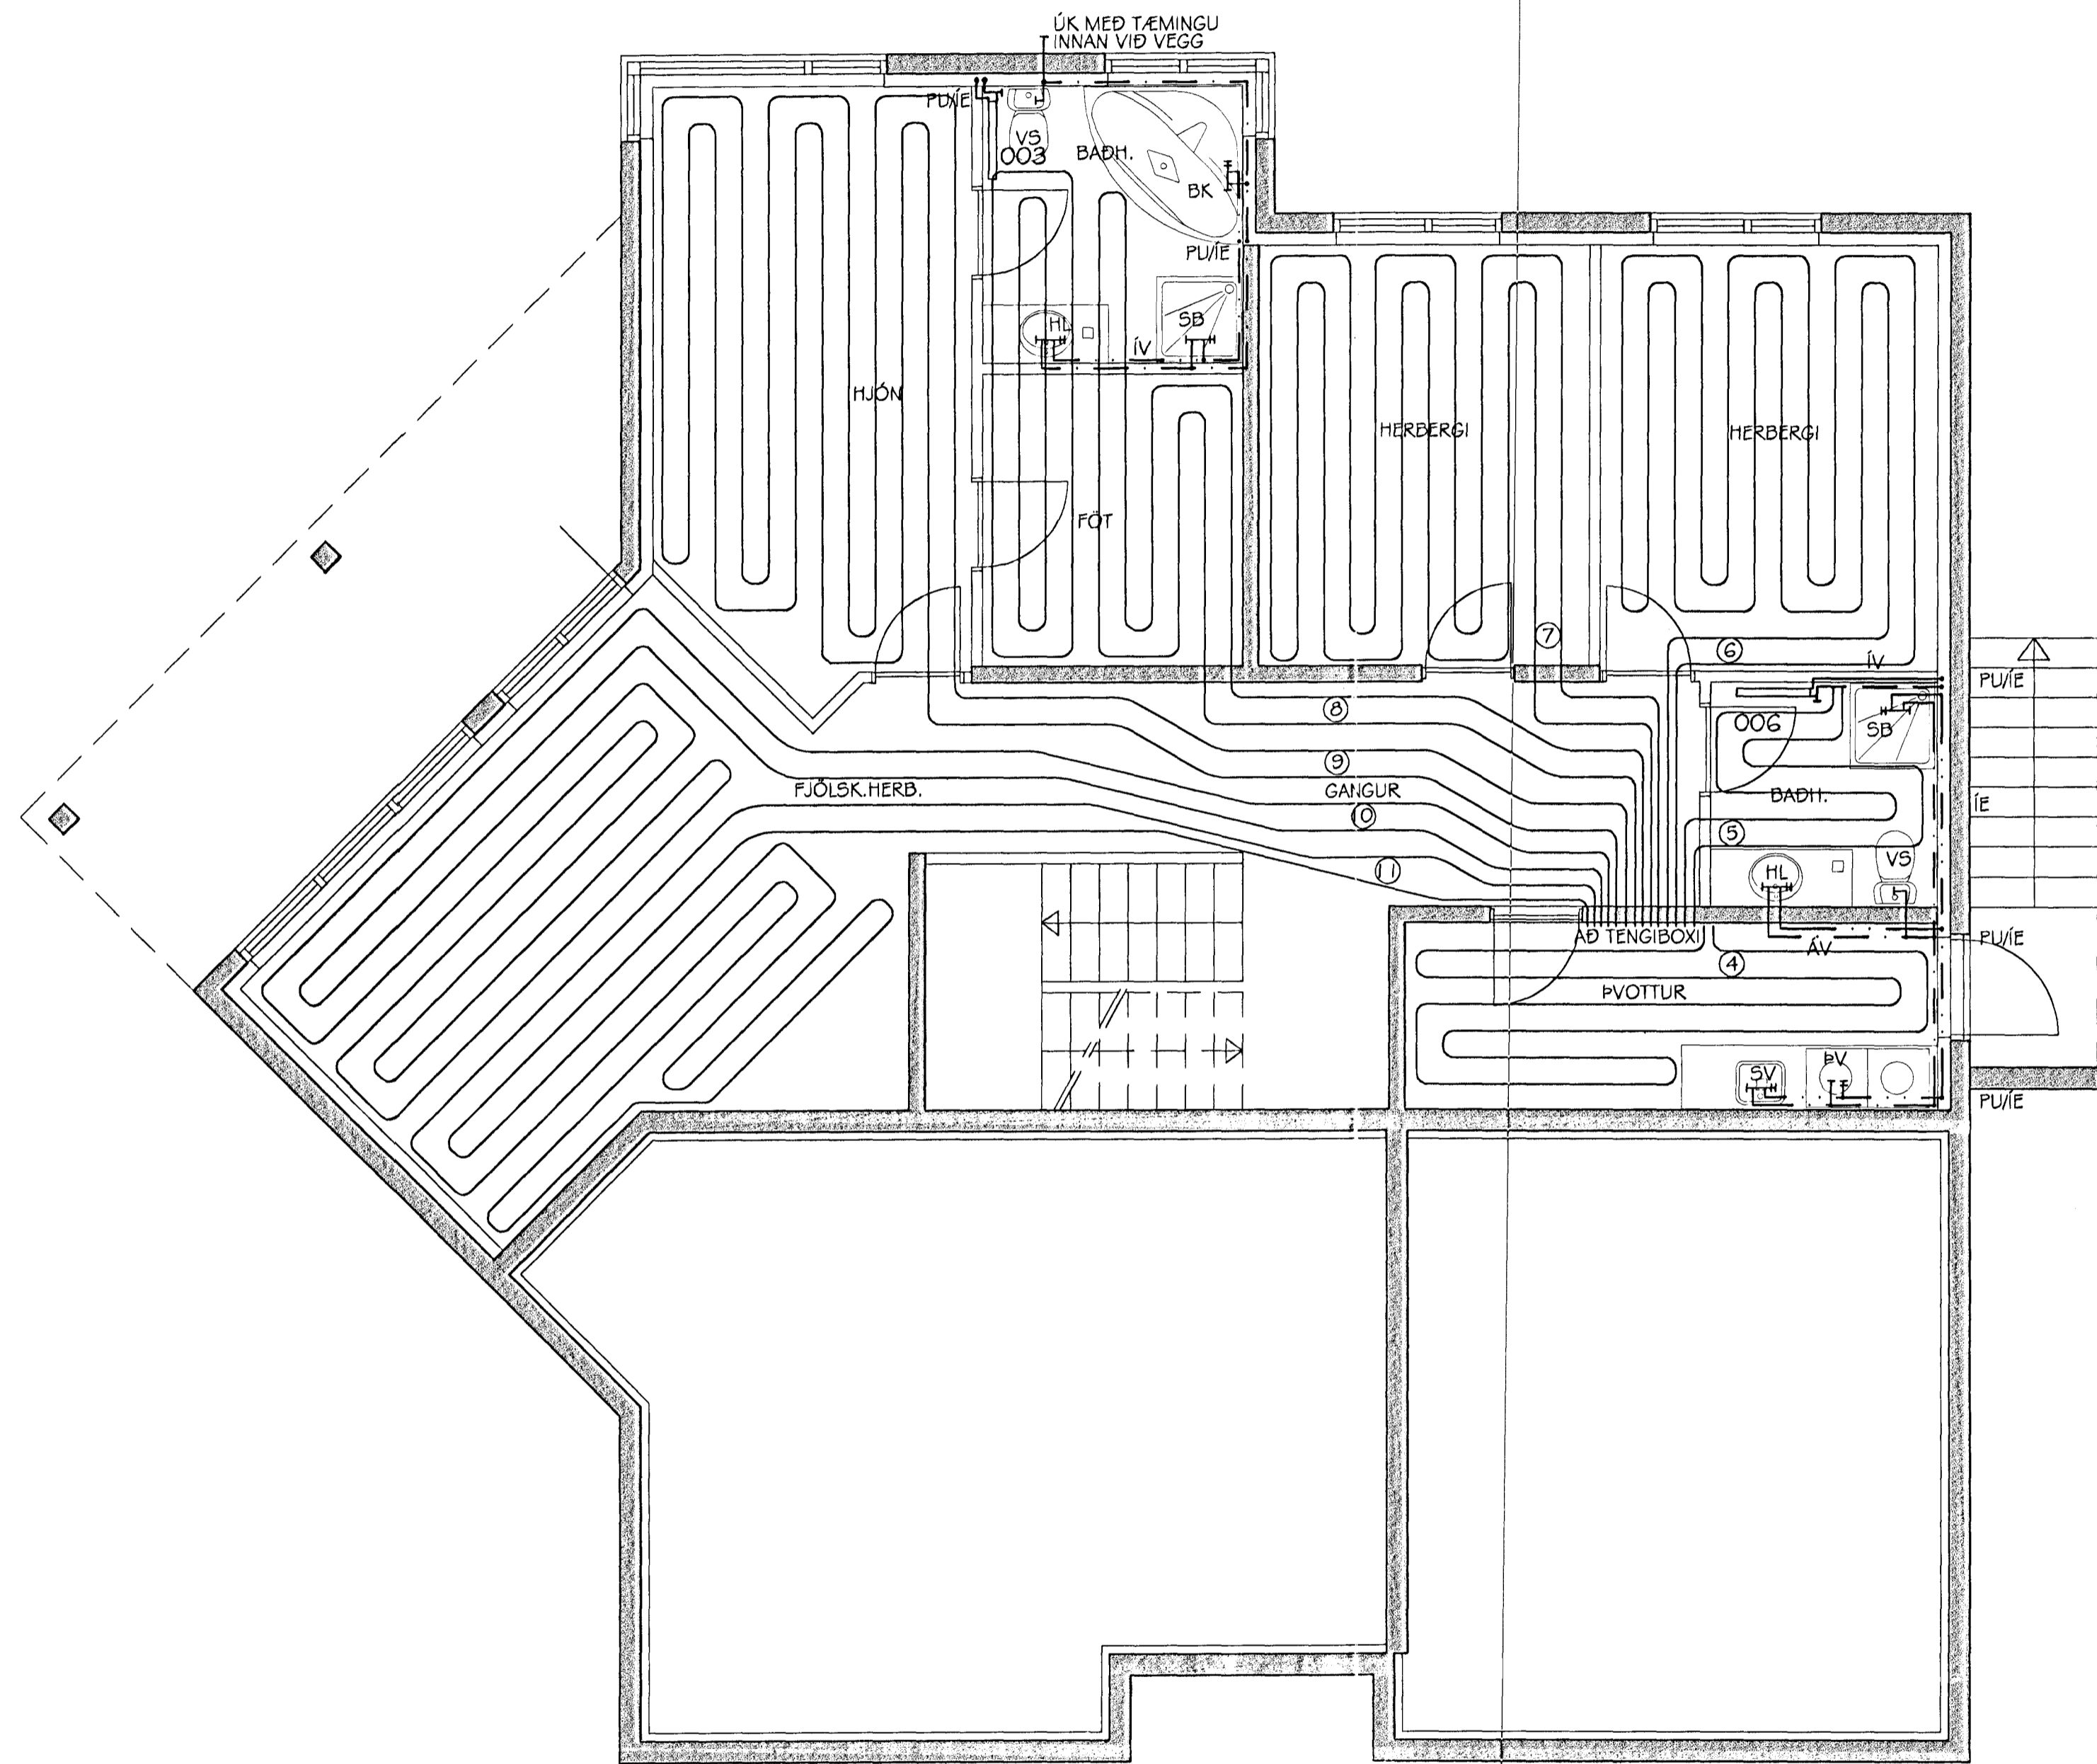 ÚK MEÐ TÆMINGU
INNAN VIÐ VEGG
PU/ÍE
VS
003
BAÐH.
BK
PU/ÍE
HL
SB
ÍV
HJÓN
HERBERGI
HERBERGI
FÖT
7
6
ÍV
PU/ÍE
8
006
SB
9
FJÖLSK.HERB.
GANGUR
BAÐH.
ÍE
10
5
11
HL
VS
AÐ TENGIBOXI
ÁV
PU/ÍE
4
ÞVOTTUR
SV
ÞV
PU/ÍE